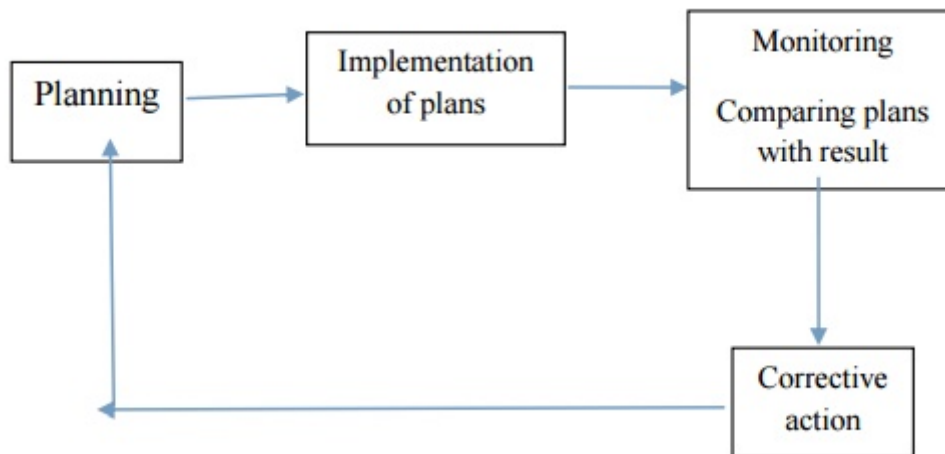 Planning
Implementation
of plans
Monitoring
Comparing plans
with result
Corrective
action